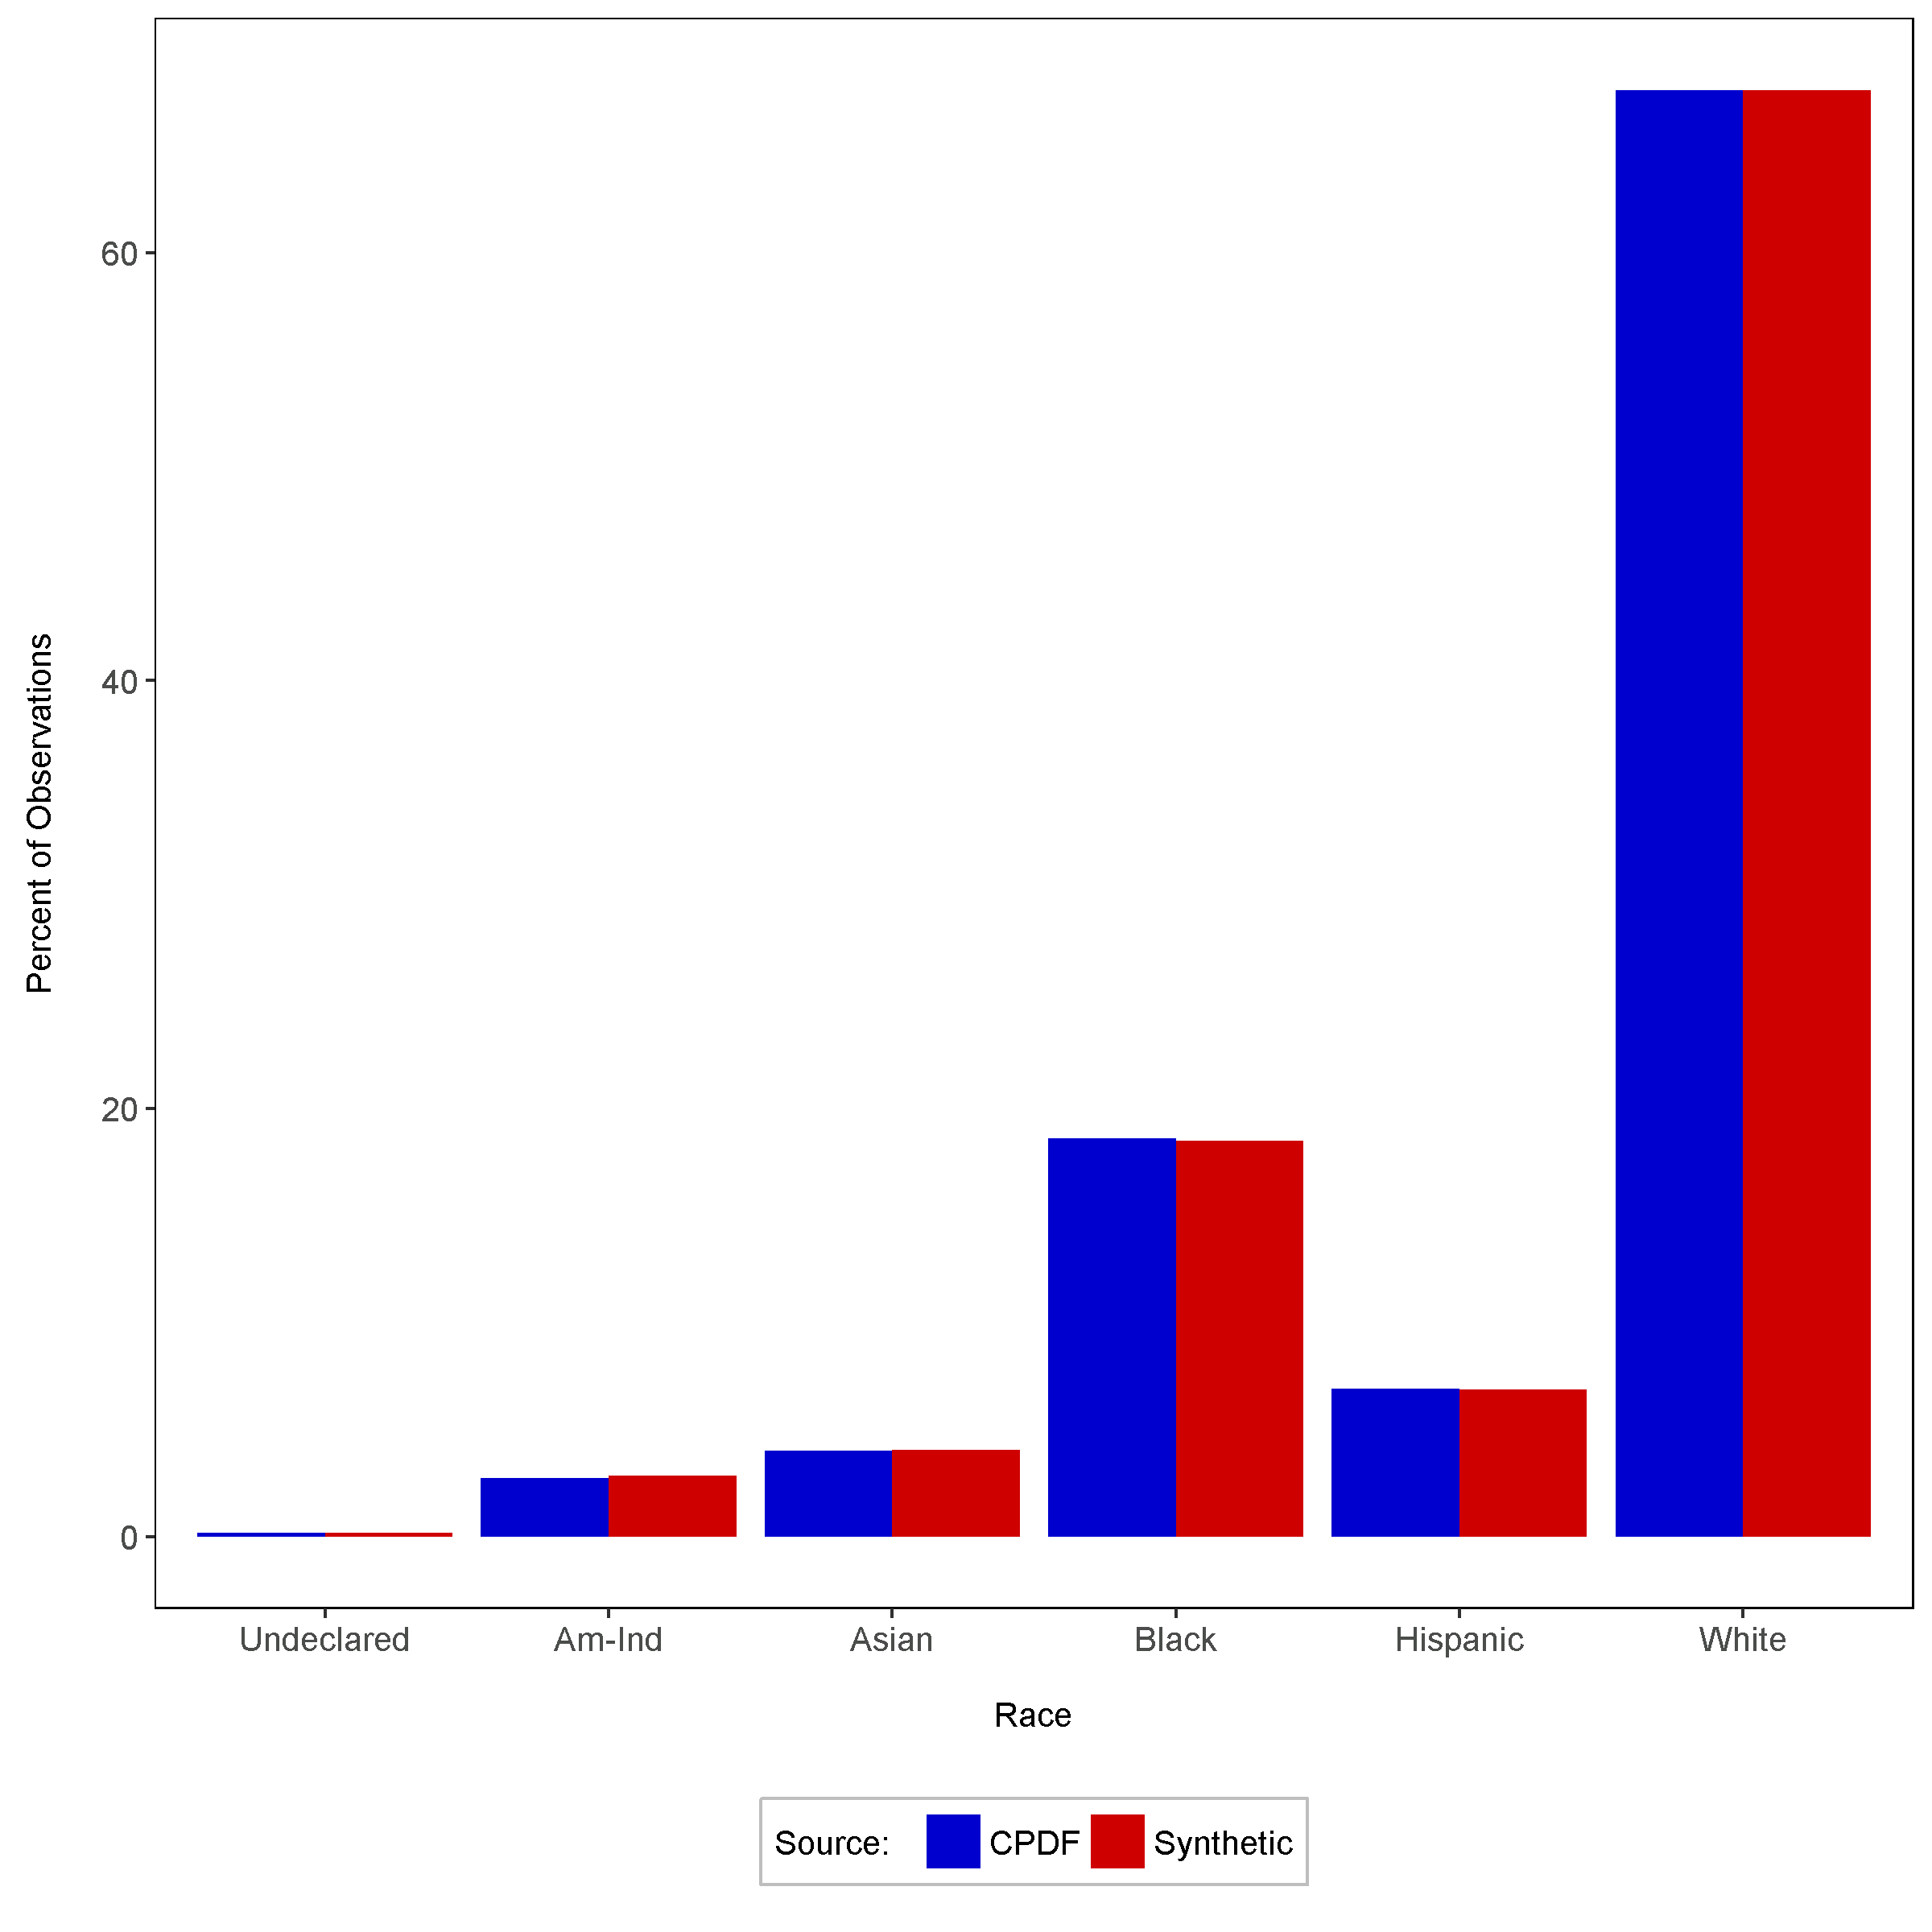 60
40
20
0
Percent of Observations
Undeclared Am-Ind Asian Black Hispanic White
Race
Source: CPDF Synthetic